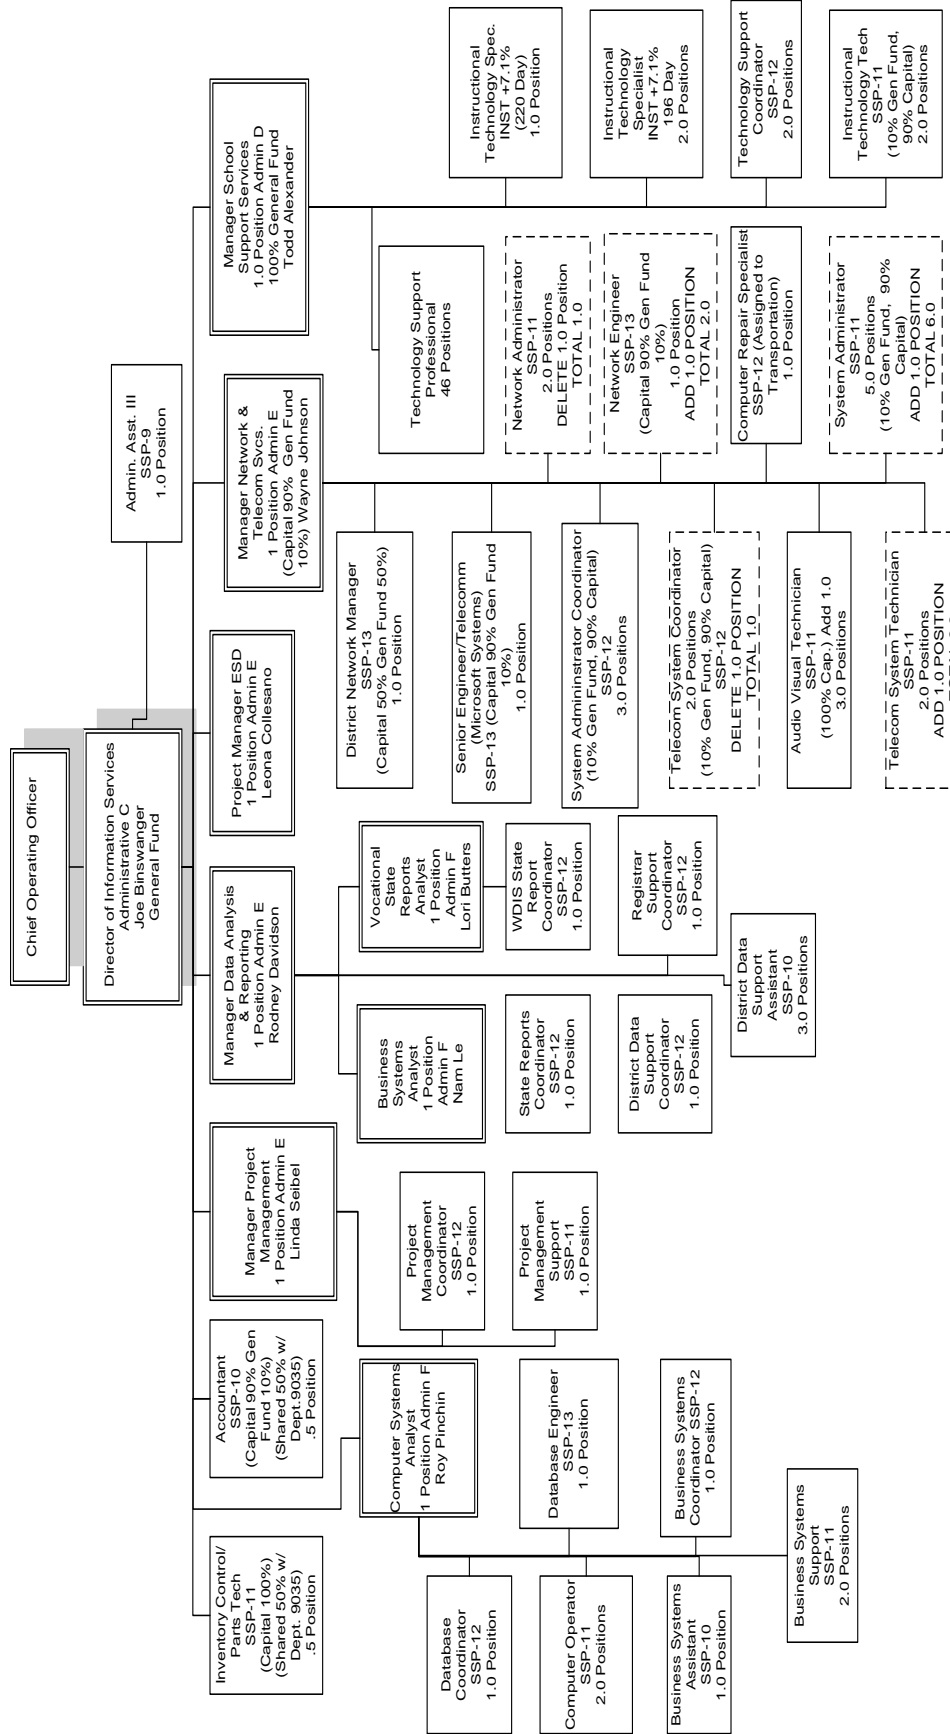 Chief Operating Officer
Director of Information Services
Administrative C
Joe Binswanger
General Fund
Admin. Asst. III
SSP-9
1.0 Position
Inventory Control/
Parts Tech
SSP-11
(Capital 100%)
(Shared 50% w/
Dept. 9035)
.5 Position
Accountant
SSP-10
(Capital 90% Gen
Fund 10%)
(Shared 50% w/
Dept.9035)
.5 Position
Manager Project
Management
1 Position Admin E
Linda Seibel
Manager Data Analysis
& Reporting
1 Position Admin E
Rodney Davidson
Project Manager ESD
1 Position Admin E
Leona Collesano
Manager Network &
Telecom Svcs.
1 Position Admin E
(Capital 90% Gen Fund
10%) Wayne Johnson
Manager School
Support Services
1.0 Position Admin D
100% General Fund
Todd Alexander
Computer Systems
Analyst
1 Position Admin F
Roy Pinchin
Database
Coordinator
SSP-12
1.0 Position
Database Engineer
SSP-13
1.0 Position
Computer Operator
SSP-11
2.0 Positions
Business Systems
Coordinator SSP-12
1.0 Position
Business Systems
Assistant
SSP-10
1.0 Position
Business Systems
Support
SSP-11
2.0 Positions
Project
Management
Coordinator
SSP-12
1.0 Position
Project
Management
Support
SSP-11
1.0 Position
Business
Systems
Analyst
1 Position
Admin F
Nam Le
Vocational
State
Reports
Analyst
1 Position
Admin F
Lori Butters
State Reports
Coordinator
SSP-12
1.0 Position
WDIS State
Report
Coordinator
SSP-12
1.0 Position
District Data
Support
Coordinator
SSP-12
1.0 Position
Registrar
Support
Coordinator
SSP-12
1.0 Position
District Data
Support
Assistant
SSP-10
3.0 Positions
District Network Manager
SSP-13
(Capital 50% Gen Fund 50%)
1.0 Position
Senior Engineer/Telecomm
(Microsoft Systems)
SSP-13 (Capital 90% Gen Fund
10%)
1.0 Position
System Admininstrator Coordinator
(10% Gen Fund, 90% Capital)
SSP-12
3.0 Positions
Telecom System Coordinator
2.0 Positions
(10% Gen Fund, 90% Capital)
SSP-12
DELETE 1.0 POSITION
TOTAL 1.0
Audio Visual Technician
SSP-11
(100% Cap.) Add 1.0
3.0 Positions
Telecom System Technician
SSP-11
2.0 Positions
ADD 1.0 POSITION
Technology Support
Professional
46 Positions
Network Administrator
SSP-11
2.0 Positions
DELETE 1.0 Position
TOTAL 1.0
Network Engineer
SSP-13
(Capital 90% Gen Fund
10%)
1.0 Position
ADD 1.0 POSITION
TOTAL 2.0
Computer Repair Specialist
SSP-12 (Assigned to
Transportation)
1.0 Position
System Administrator
SSP-11
5.0 Positions
(10% Gen Fund, 90%
Capital)
ADD 1.0 POSITION
TOTAL 6.0
Instructional
Technology Spec.
INST +7.1%
(220 Day)
1.0 Position
Instructional
Technology
Specialist
INST +7.1%
196 Day
2.0 Positions
Technology Support
Coordinator
SSP-12
2.0 Positions
Instructional
Technology Tech
SSP-11
(10% Gen Fund,
90% Capital)
2.0 Positions